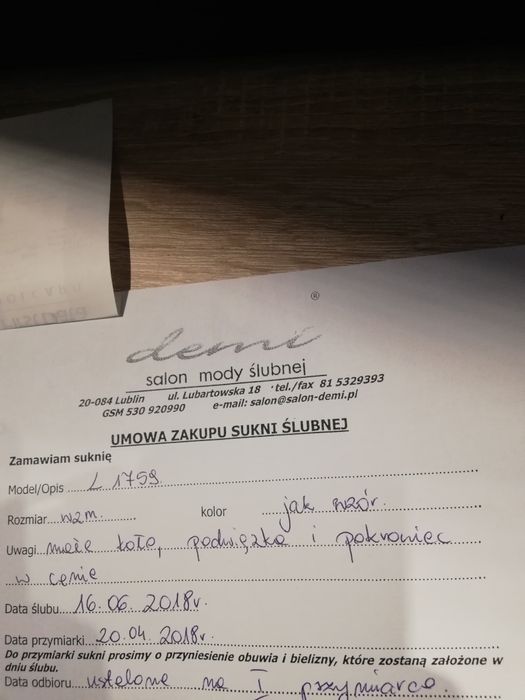 ®
demi
salon mody ślubnej
20-084 Lublin ul. Lubartowska 18 tel./fax 81 5329393
GSM 530 920990 e-mail: salon@salon-demi.pl
UMOWA ZAKUPU SUKNI ŚLUBNEJ
Zamawiam suknię
Model/Opis L 1759
Rozmiar wzm. kolor jak wzór.
Uwagi małe koło, podwiązka i pokrowiec
w cenie
Data ślubu 16.06.2018r.
Data przymiarki 20.04.2018r.
Do przymiarki sukni prosimy o przyniesienie obuwia i bielizny, które zostaną założone w
dniu ślubu.
Data odbioru ustalona na I przymiarce.